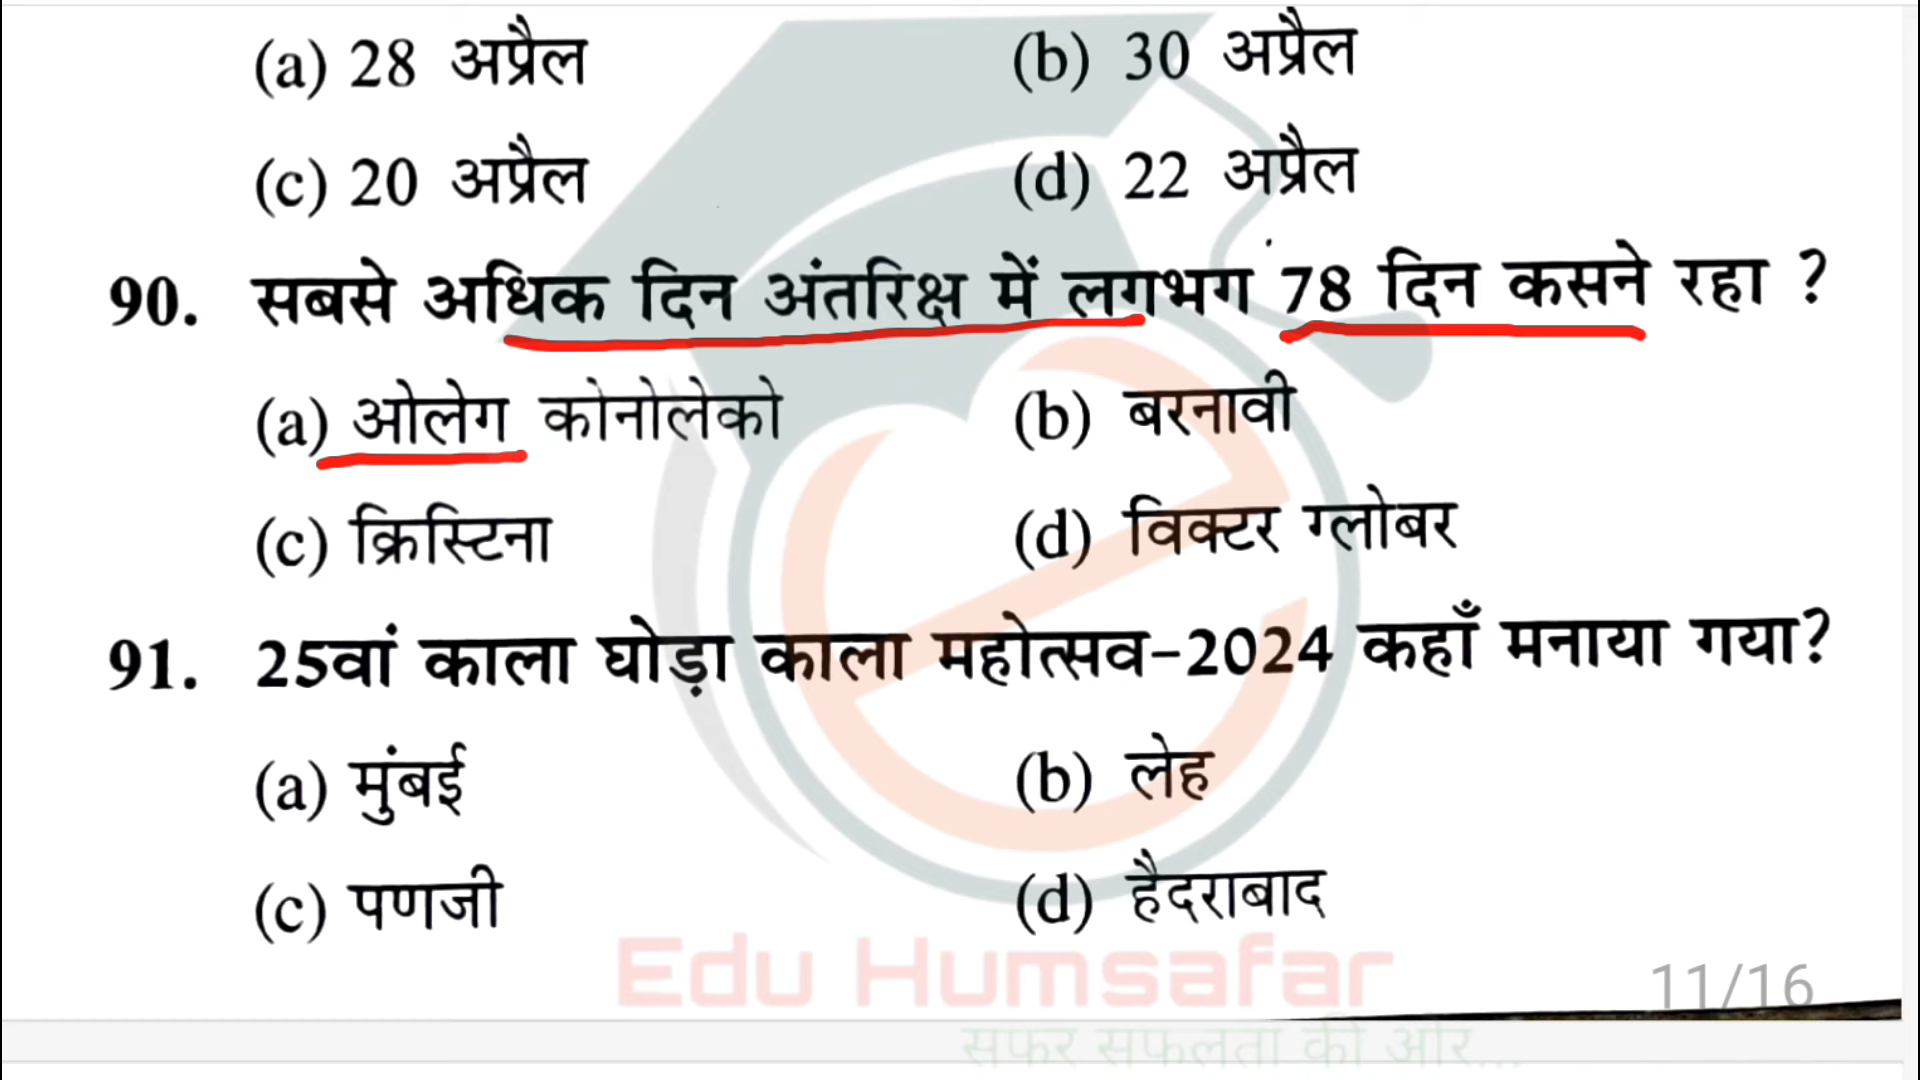 (a) 28 अप्रैल (b) 30 अप्रैल
(c) 20 अप्रैल (d) 22 अप्रैल
90. सबसे अधिक दिन अंतरिक्ष में लगभग 78 दिन कसने रहा ?
(a) ओलेग कोनोलेको (b) बरनावी
(c) क्रिस्टिना (d) विक्टर ग्लोबर
91. 25वां काला घोड़ा काला महोत्सव-2024 कहाँ मनाया गया?
(a) मुंबई (b) लेह
(c) पणजी (d) हैदराबाद
Edu Humsafar
11/16
सफर सफलता की ओर...